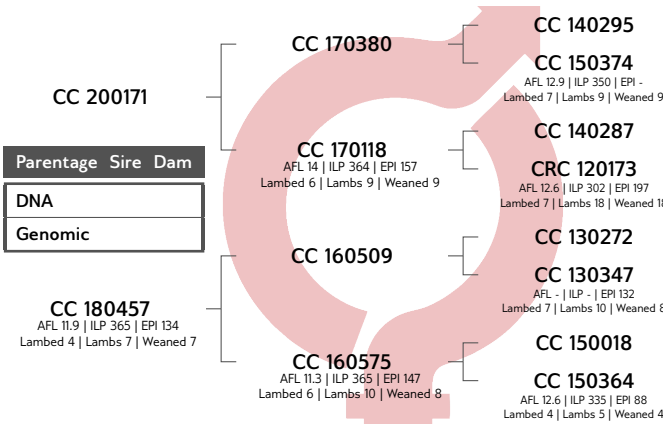 CC 140295
CC 170380
CC 150374
AFL 12.9 | ILP 350 | EPI -
Lambed 7 | Lambs 9 | Weaned 9
CC 200171
CC 140287
CC 170118
AFL 14 | ILP 364 | EPI 157
Lambed 6 | Lambs 9 | Weaned 9
CRC 120173
AFL 12.6 | ILP 302 | EPI 197
Lambed 7 | Lambs 18 | Weaned 18
Parentage Sire Dam
DNA
Genomic
CC 130272
CC 160509
CC 130347
AFL - | ILP - | EPI 132
Lambed 7 | Lambs 10 | Weaned 8
CC 180457
AFL 11.9 | ILP 365 | EPI 134
Lambed 4 | Lambs 7 | Weaned 7
CC 150018
CC 160575
AFL 11.3 | ILP 365 | EPI 147
Lambed 6 | Lambs 10 | Weaned 8
CC 150364
AFL 12.6 | ILP 335 | EPI 88
Lambed 4 | Lambs 5 | Weaned 4